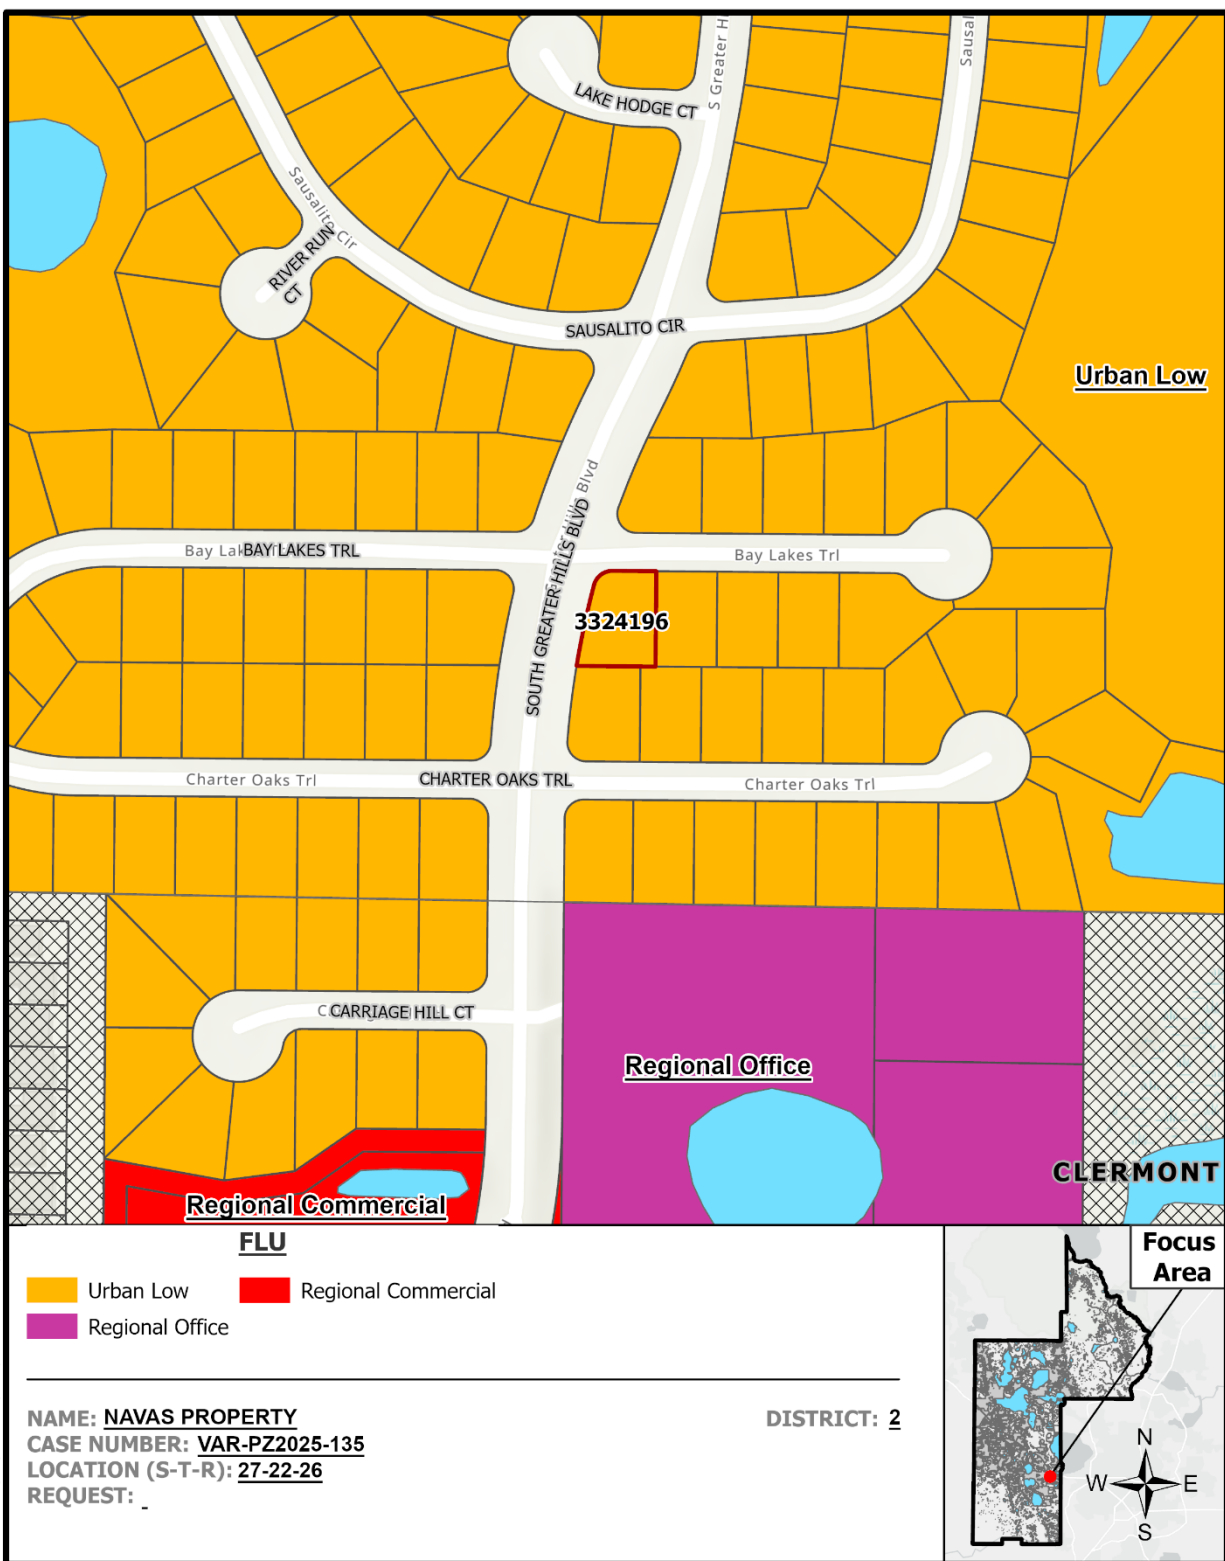 LAKE HODGE CT
S Greater H
Sausal
Sausalito Cir
RIVER RUN
CT
SAUSALITO CIR
Urban Low
Bay Lakes Trl
BAY LAKES TRL
SOUTH GREATER HILLS BLVD
Blvd
Bay Lakes Trl
3324196
Charter Oaks Trl
CHARTER OAKS TRL
Charter Oaks Trl
CARRIAGE HILL CT
Regional Office
CLERMONT
Regional Commercial
FLU
Urban Low
Regional Commercial
Regional Office
NAME: NAVAS PROPERTY
CASE NUMBER: VAR-PZ2025-135
LOCATION (S-T-R): 27-22-26
REQUEST: -
DISTRICT: 2
Focus
Area
N
W
E
S